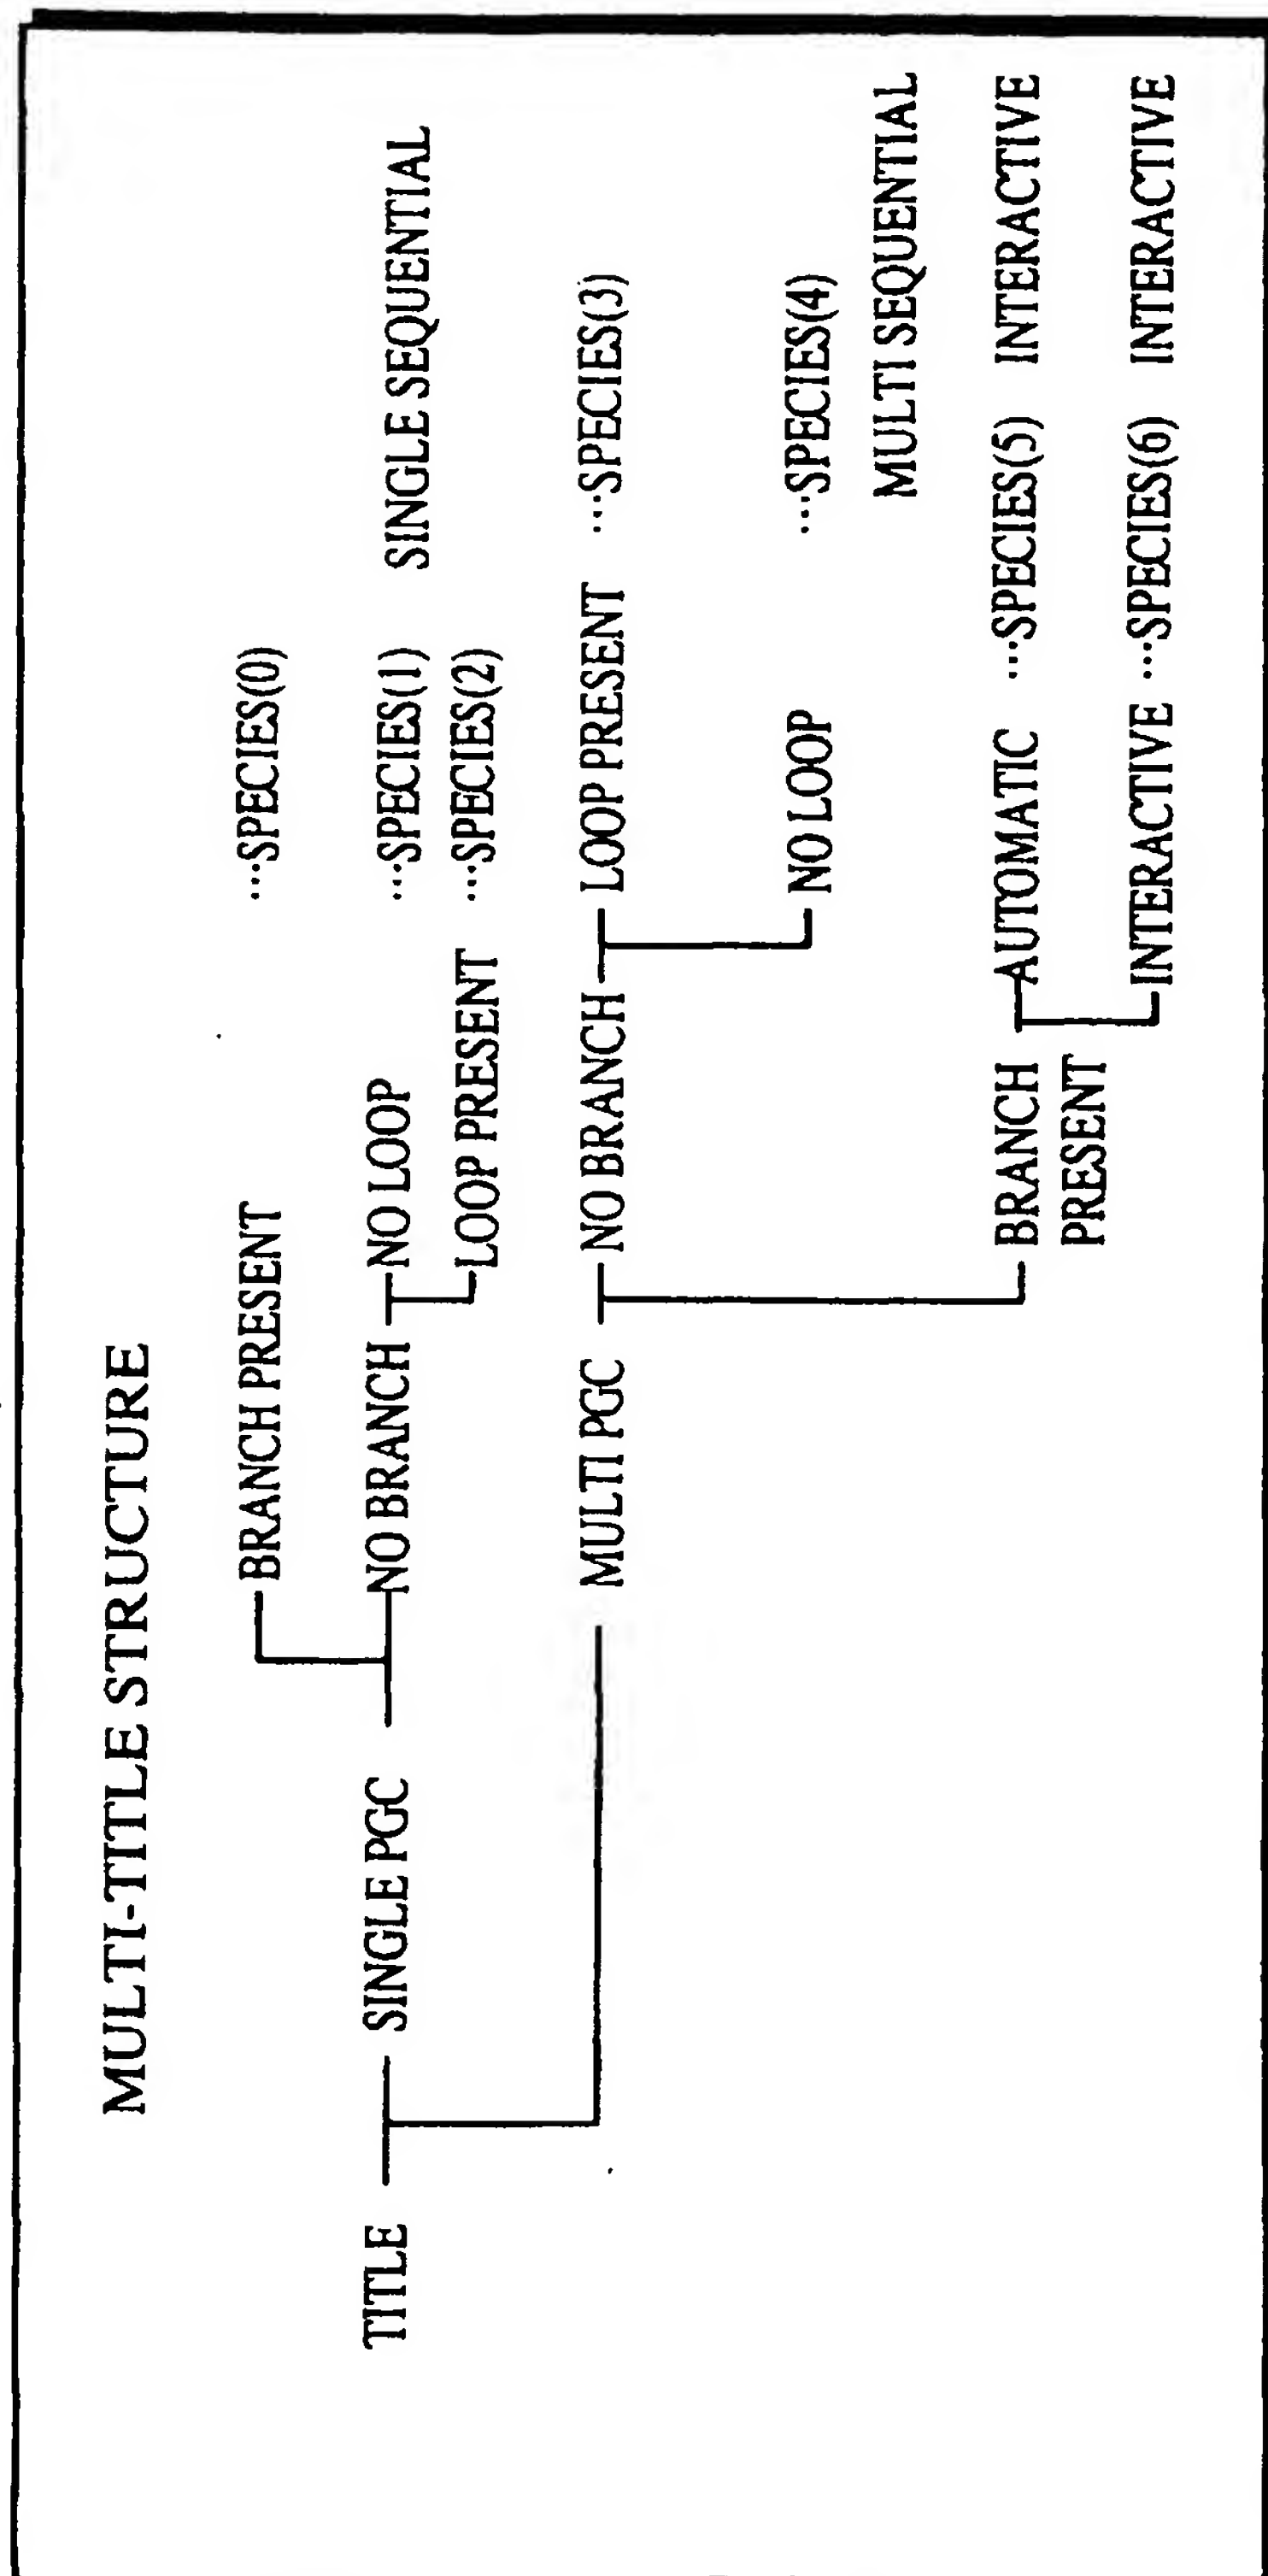 MULTI-TITLE STRUCTURE
BRANCH PRESENT ...SPECIES(0)
TITLE SINGLE PGC NO BRANCH NO LOOP ...SPECIES(1) SINGLE SEQUENTIAL
LOOP PRESENT ...SPECIES(2)
MULTI PGC NO BRANCH LOOP PRESENT ...SPECIES(3)
NO LOOP ...SPECIES(4)
MULTI SEQUENTIAL
BRANCH AUTOMATIC ...SPECIES(5) INTERACTIVE
PRESENT
INTERACTIVE ...SPECIES(6) INTERACTIVE